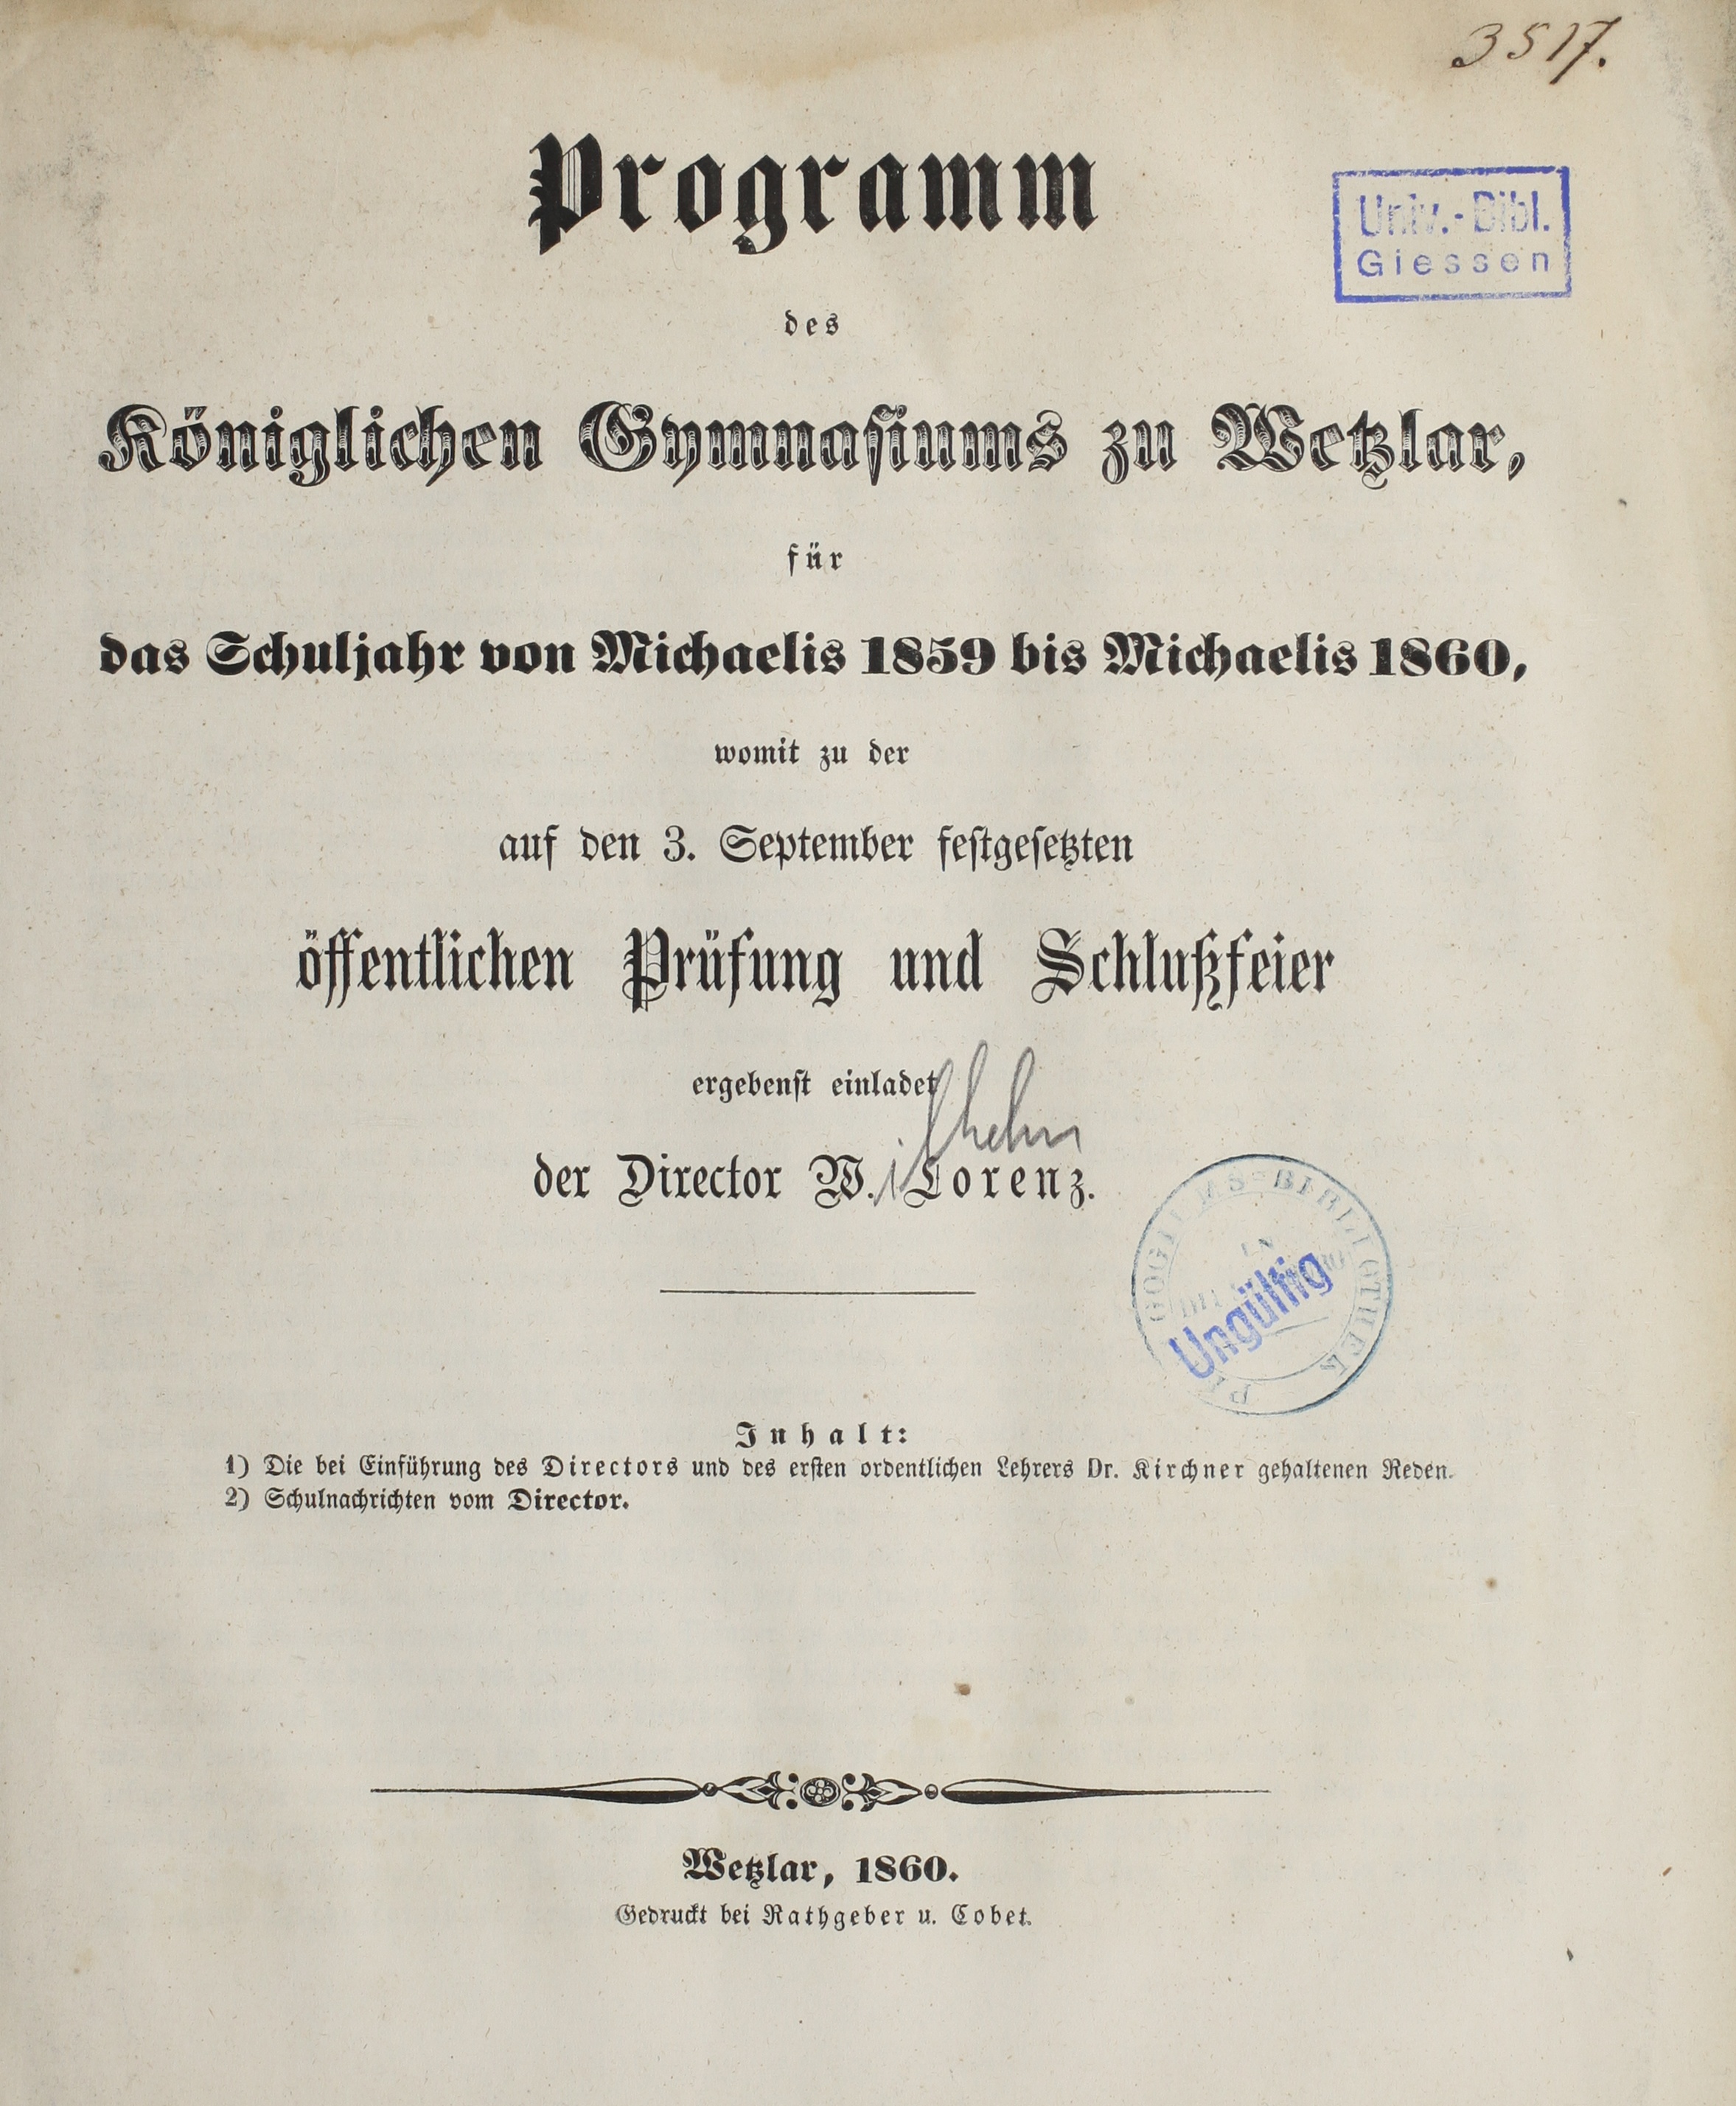 3517.
Programm
Univ.-Bibl.
Giessen
des
Königlichen Gymnasiums zu Wetzlar,
für
das Schuljahr von Michaelis 1859 bis Michaelis 1860,
womit zu der
auf den 3. September festgesetzten
öffentlichen Prüfung und Schlußfeier
ergebenst einladet
ilhelm
der Director W. Lorenz.
Ungültig
Inhalt:
1) Die bei Einführung des Directors und des ersten ordentlichen Lehrers Dr. Kirchner gehaltenen Reden.
2) Schulnachrichten vom Director.
Wetzlar, 1860.
Gedruckt bei Rathgeber u. Cobet.